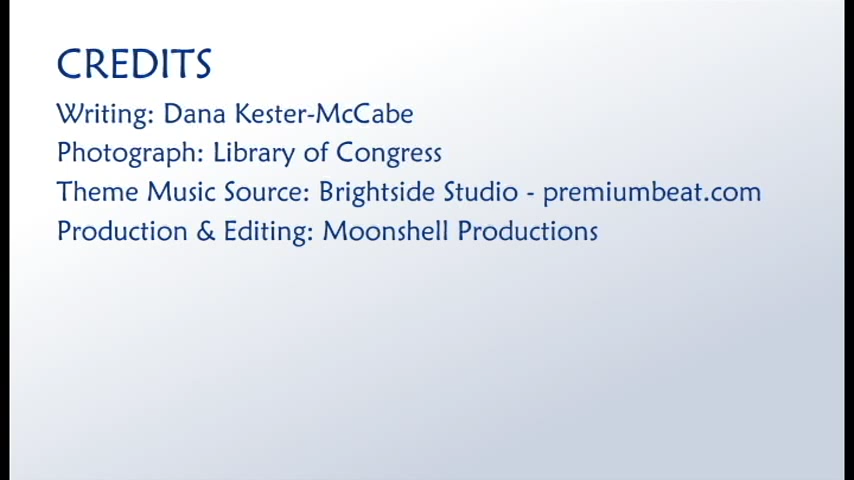 CREDITS
Writing: Dana Kester-McCabe
Photograph: Library of Congress
Theme Music Source: Brightside Studio - premiumbeat.com
Production & Editing: Moonshell Productions